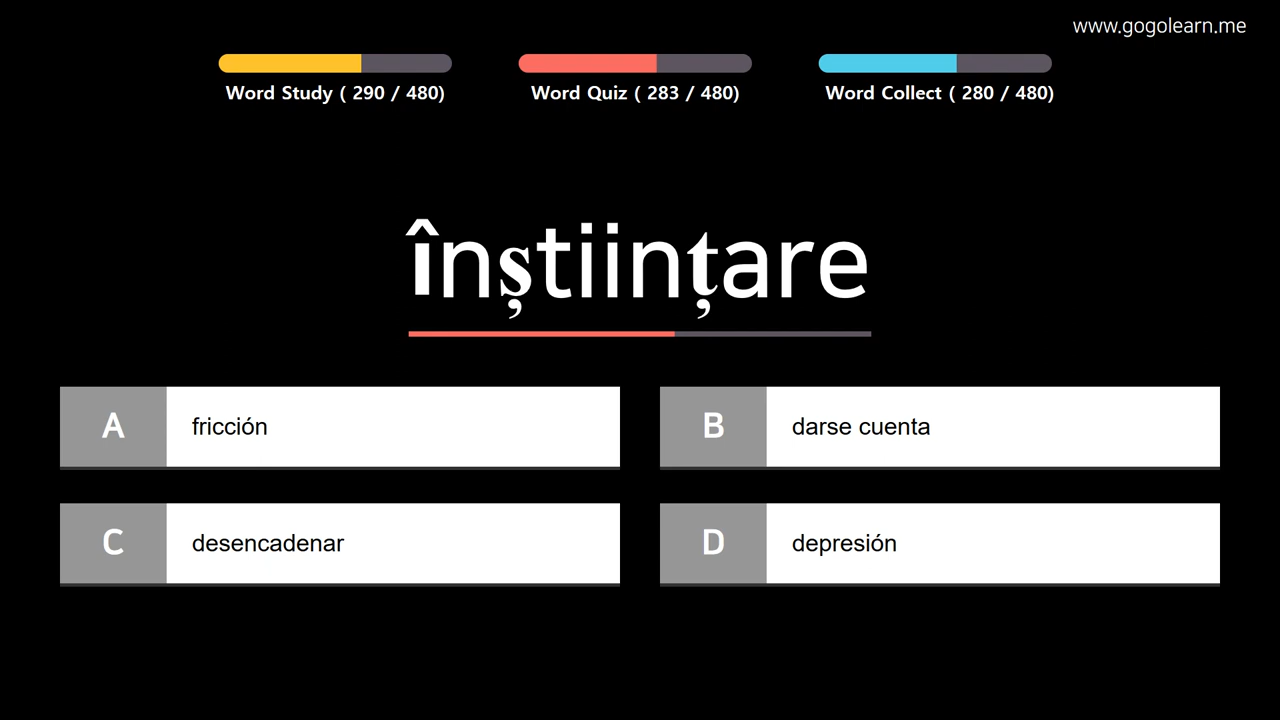 www.gogolearn.me
Word Study ( 290 / 480)
Word Quiz ( 283 / 480)
Word Collect ( 280 / 480)
înștiințare
A fricción
B darse cuenta
C desencadenar
D depresión